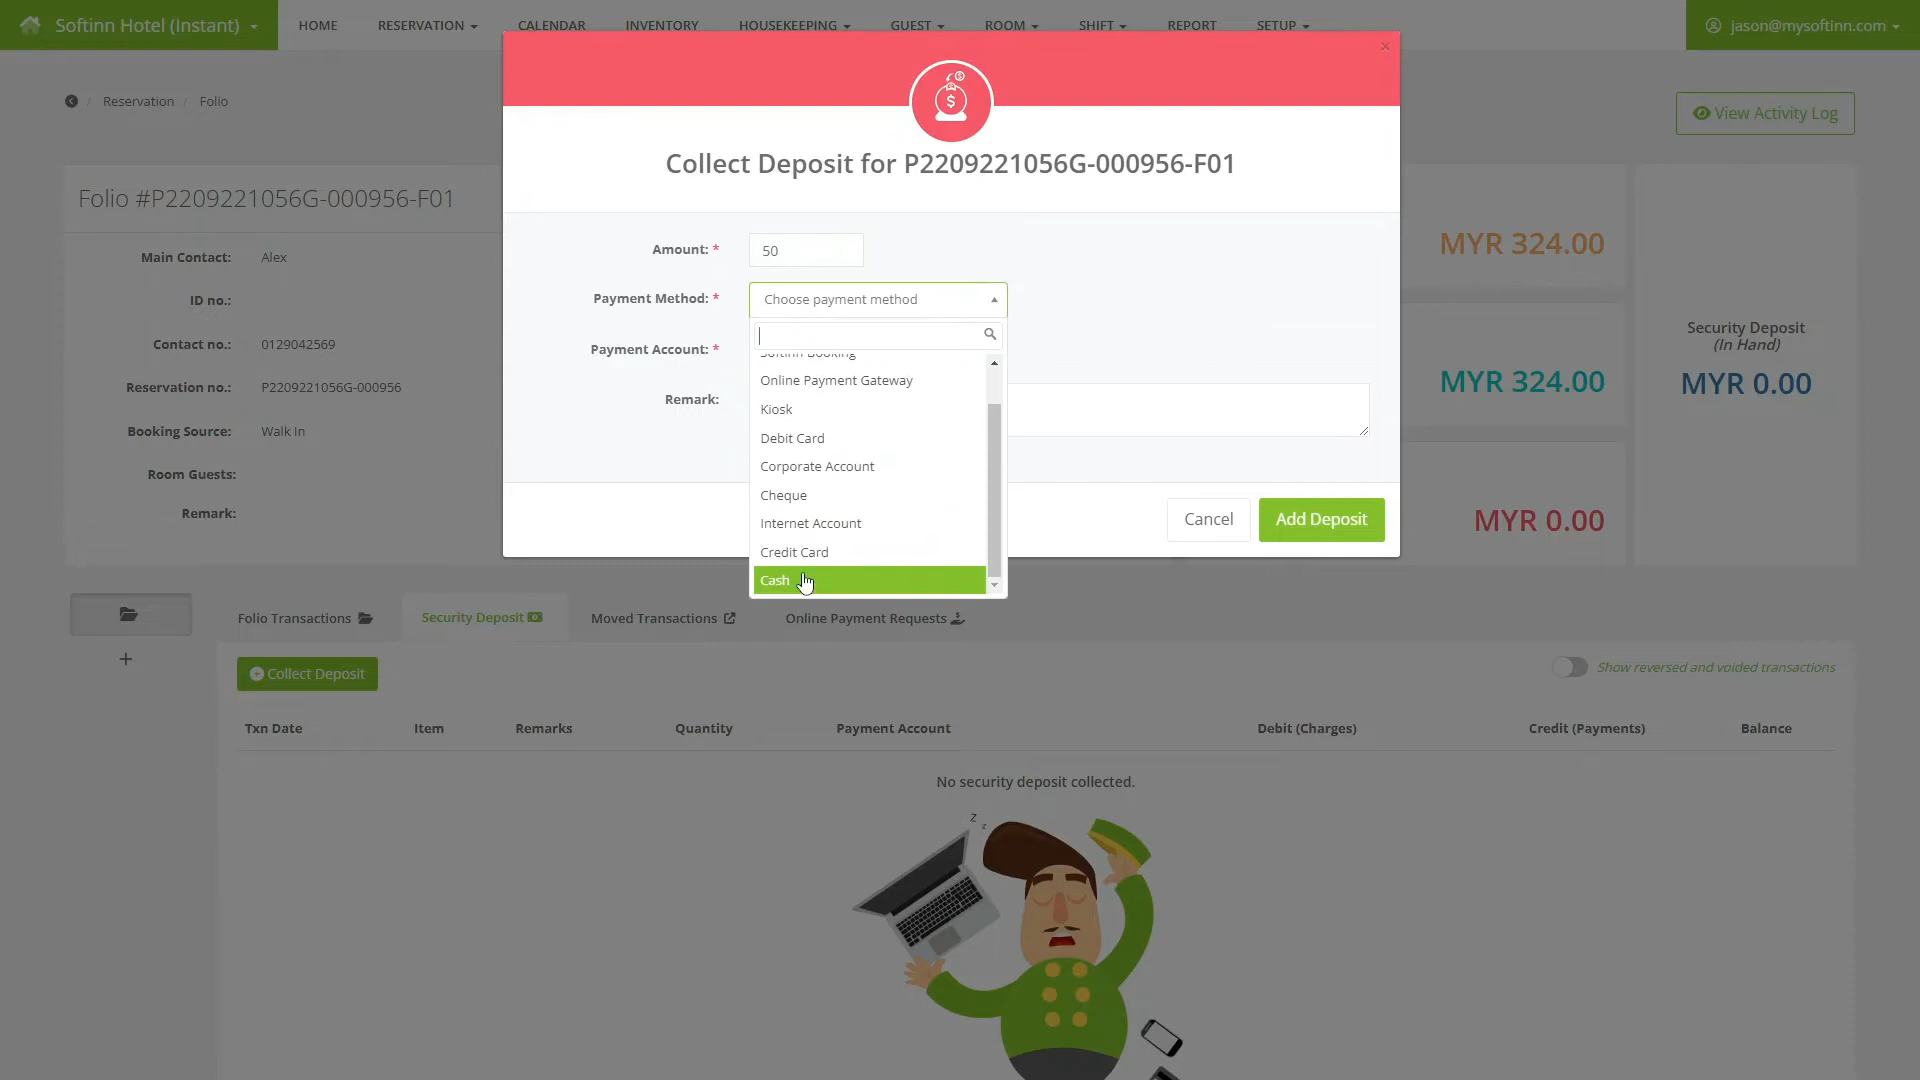 Softinn Hotel (Instant)
HOME
RESERVATION
CALENDAR
INVENTORY
HOUSEKEEPING
GUEST
ROOM
SHIFT
REPORT
SETUP
jason@mysoftinn.com
×
/ Reservation / Folio
View Activity Log
Collect Deposit for P2209221056G-000956-F01
Folio #P2209221056G-000956-F01
Main Contact: Alex
ID no.:
Contact no.: 0129042569
Reservation no.: P2209221056G-000956
Booking Source: Walk In
Room Guests:
Remark:
Amount: * 50
Payment Method: * Choose payment method
Payment Account: *
Remark:
Softinn Booking
Online Payment Gateway
Kiosk
Debit Card
Corporate Account
Cheque
Internet Account
Credit Card
Cash
Cancel
Add Deposit
MYR 324.00
MYR 324.00
MYR 0.00
Security Deposit
(In Hand)
MYR 0.00
Folio Transactions
Security Deposit
Moved Transactions
Online Payment Requests
+
Collect Deposit
Show reversed and voided transactions
Txn Date
Item
Remarks
Quantity
Payment Account
Debit (Charges)
Credit (Payments)
Balance
No security deposit collected.
Z z